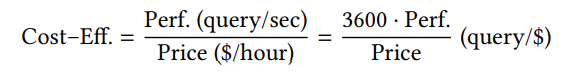 Cost–Eff. = Perf. (query/sec) / Price ($/hour) = 3600 · Perf. / Price (query/$)